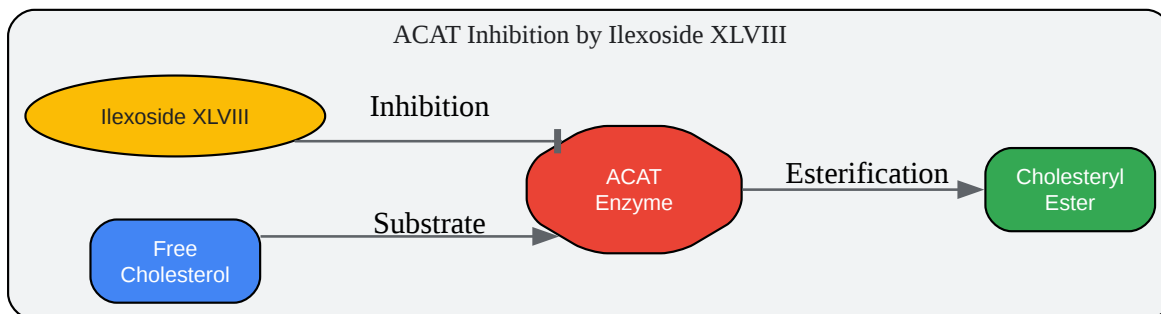 ACAT Inhibition by Ilexoside XLVIII
Ilexoside XLVIII
Inhibition
ACAT
Enzyme
Esterification
Cholesteryl
Ester
Substrate
Free
Cholesterol